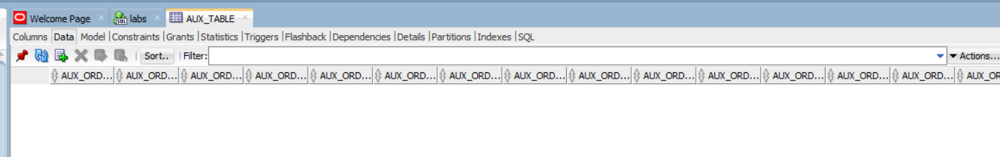 Welcome Page × labs × AUX_TABLE ×
Columns Data Model |Constraints |Grants |Statistics |Triggers |Flashback |Dependencies |Details |Partitions |Indexes |SQL
Sort.. Filter: Actions...
AUX_ORD... AUX_ORD... AUX_ORD... AUX_ORD... AUX_ORD... AUX_ORD... AUX_ORD... AUX_ORD... AUX_ORD... AUX_ORD... AUX_ORD... AUX_ORD... AUX_ORD... AUX_ORD... AUX_OR